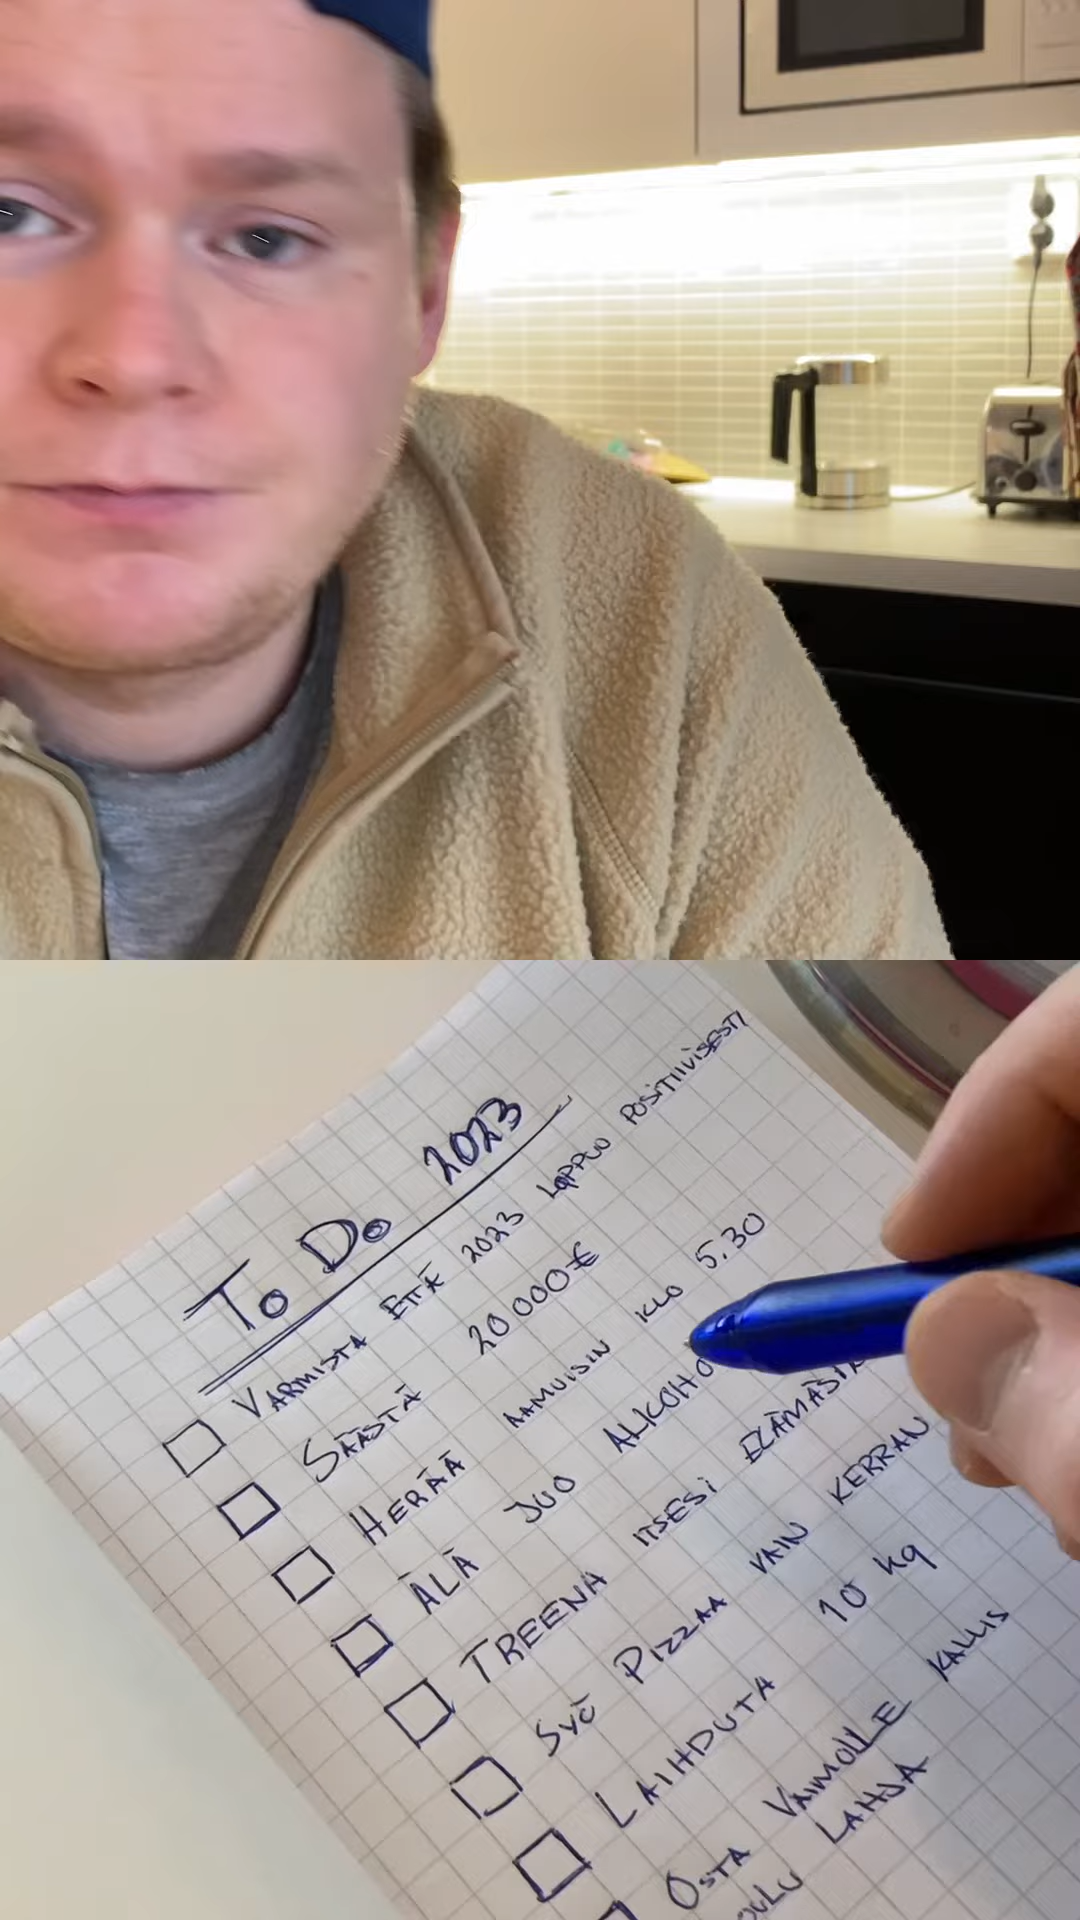 To Do 2023
VARMISTA ETTÄ 2023 LOPPUO POSITIIVISESTI
SÄÄSTÄ 20 000€
HERÄÄ AAMUISIN KLO 5.30
ÄLÄ JUO ALKOHO
TREENAA ITSESI ELÄMÄSI
SYÖ PIZZAA VAIN KERRAN
LAIHDUTA 10 kg
OSTA VAIMOLLE KALLIS
LAHJA